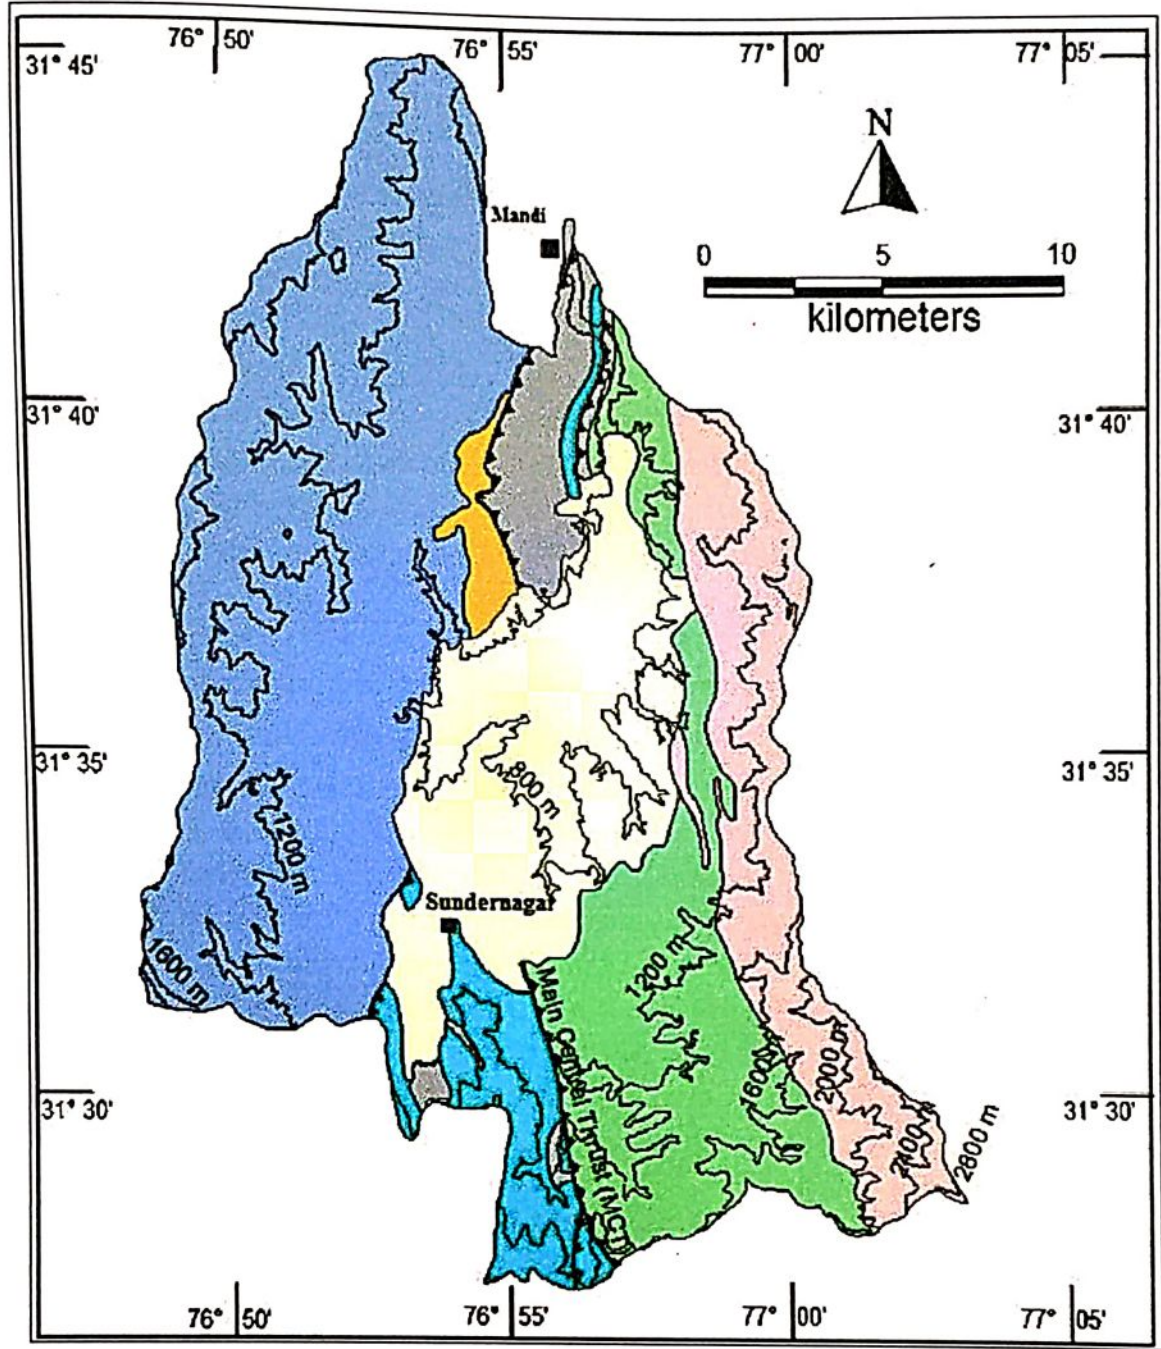 76° 50'
76° 55'
77° 00'
77° 05'
31° 45'
N
Mandi
0 5 10
kilometers
31° 40'
31° 40'
31° 35'
31° 35'
800 m
1200 m
Sundernagar
1600 m
1200 m
Main Central Thrust (MCT)
1600
2000 m
31° 30'
31° 30'
2400 m
2800 m
76° 50'
76° 55'
77° 00'
77° 05'